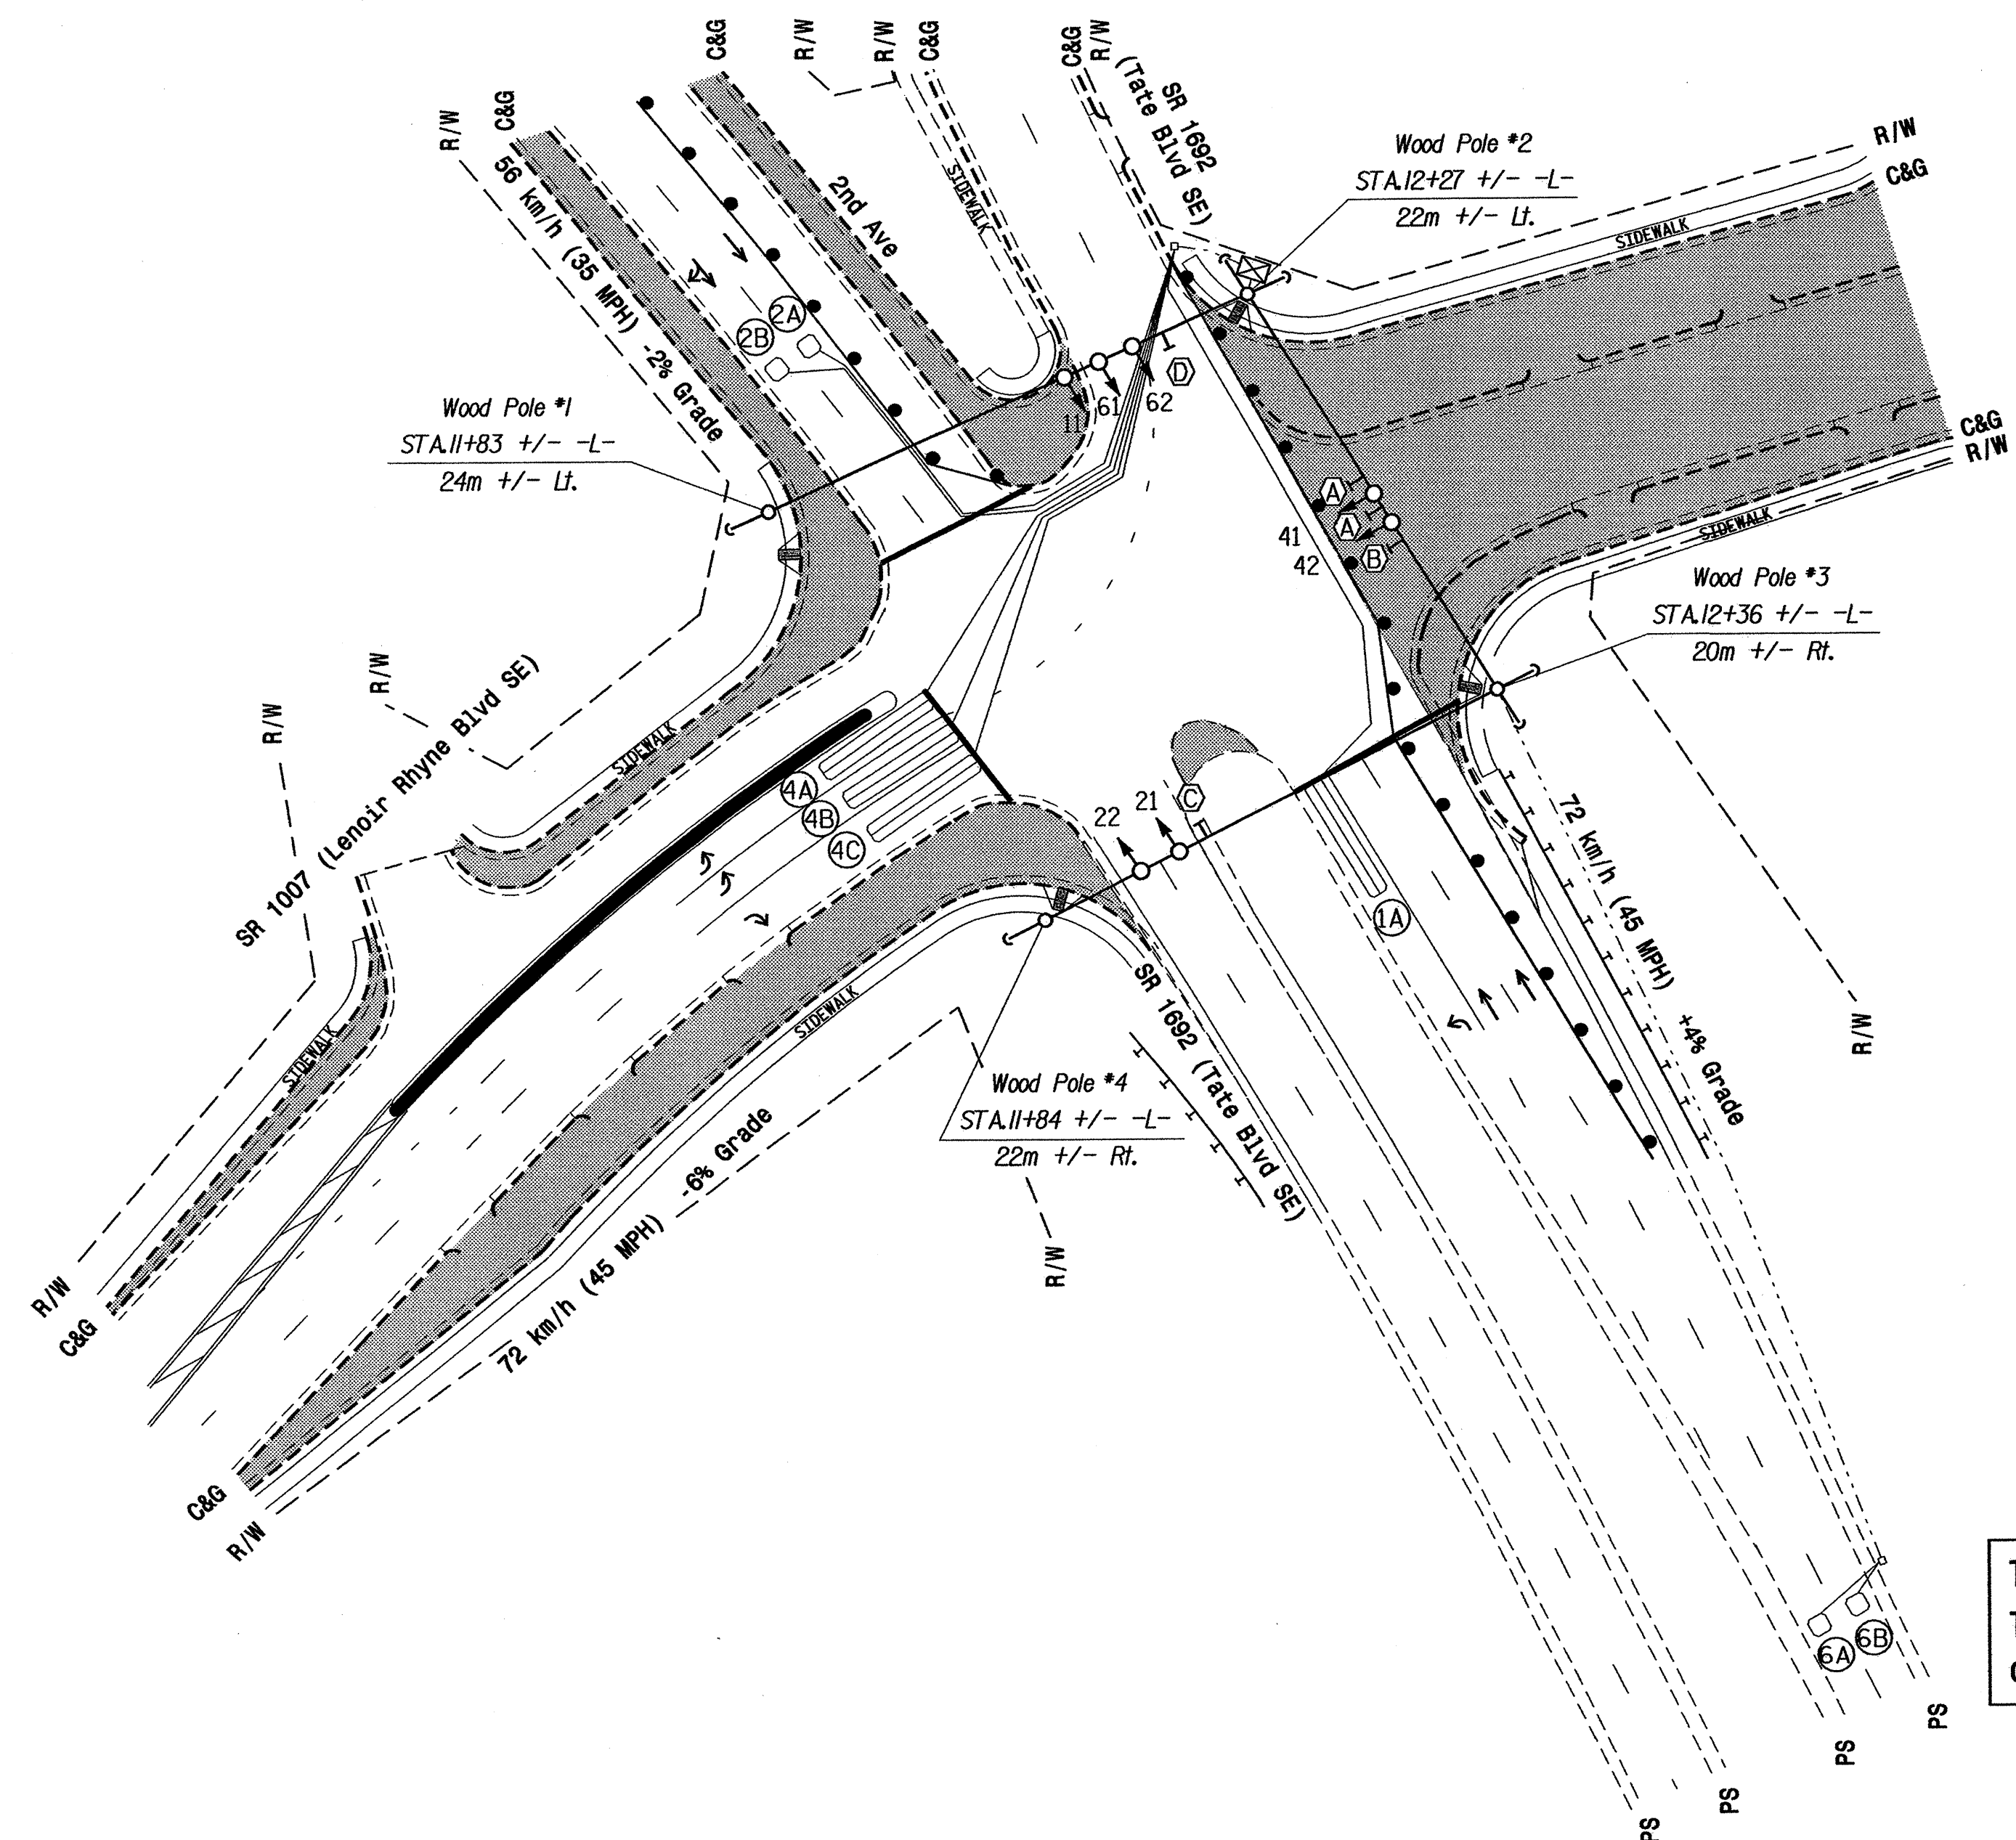 C&G
R/W
R/W
C&G
C&G
R/W
C&G
R/W
SR 1692
(Tate Blvd SE)
56 km/h (35 MPH) -2% Grade
2nd Ave
SIDEWALK
Wood Pole #2
STA.12+27 +/- -L-
22m +/- Lt.
R/W
C&G
SIDEWALK
2A
2B
D
11
61
62
Wood Pole #1
STA.11+83 +/- -L-
24m +/- Lt.
A
A
B
41
42
C&G
R/W
SIDEWALK
Wood Pole #3
STA.12+36 +/- -L-
20m +/- Rt.
R/W
R/W
SR 1007 (Lenoir Rhyne Blvd SE)
SIDEWALK
4A
4B
4C
22
21
C
1A
72 km/h (45 MPH) +4% Grade
R/W
SIDEWALK
SIDEWALK
SR 1692 (Tate Blvd SE)
Wood Pole #4
STA.11+84 +/- -L-
22m +/- Rt.
72 km/h (45 MPH) -6% Grade
R/W
R/W
C&G
C&G
R/W
6A
6B
PS
PS
PS
PS